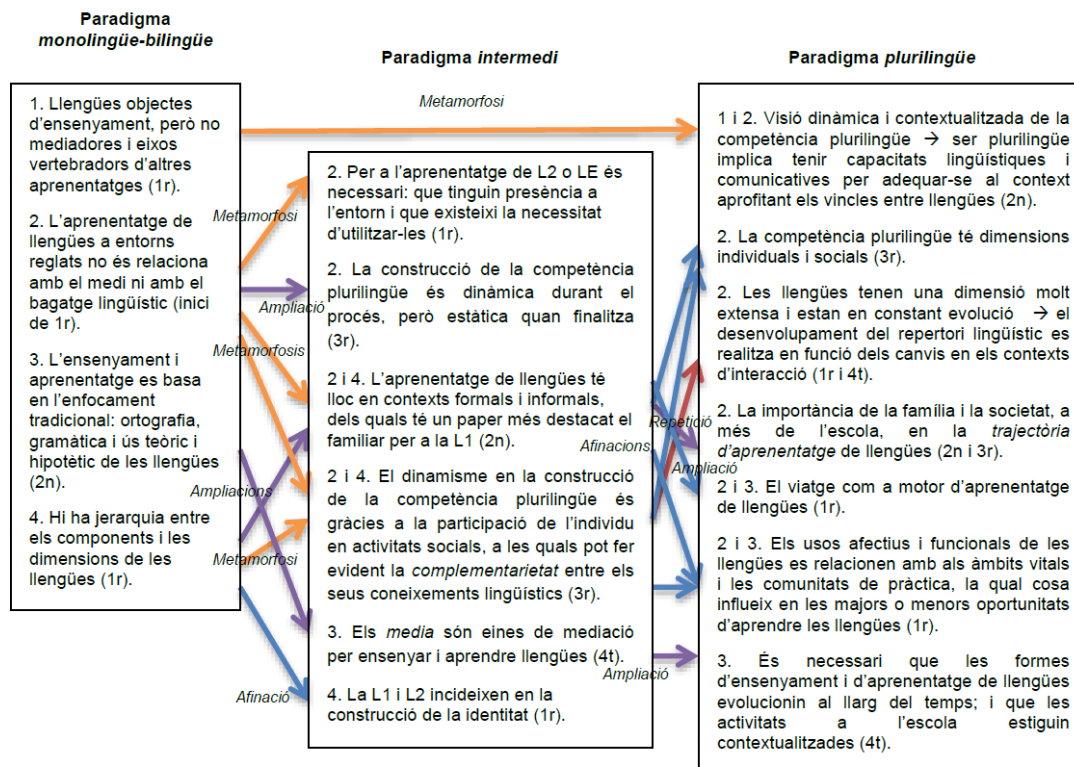 Paradigma
monolingüe-bilingüe
1. Llengües objectes
d'ensenyament, però no
mediadores i eixos
vertebradors d'altres
aprenentatges (1r).
2. L'aprenentatge de
llengües a entorns
reglats no és relaciona
amb el medi ni amb el
bagatge lingüístic (inici
de 1r).
3. L'ensenyament i
aprenentatge es basa
en l'enfocament
tradicional: ortografia,
gramàtica i ús teòric i
hipotètic de les llengües
(2n).
4. Hi ha jerarquia entre
els components i les
dimensions de les
llengües (1r).
Metamorfosi
Metamorfosi
Ampliació
Metamorfosis
Ampliacions
Metamorfosi
Afinació
Paradigma intermedi
2. Per a l'aprenentatge de L2 o LE és
necessari: que tinguin presència a
l'entorn i que existeixi la necessitat
d'utilitzar-les (1r).
2. La construcció de la competència
plurilingüe és dinàmica durant el
procés, però estàtica quan finalitza
(3r).
2 i 4. L'aprenentatge de llengües té
lloc en contexts formals i informals,
dels quals té un paper més destacat el
familiar per a la L1 (2n).
2 i 4. El dinamisme en la construcció
de la competència plurilingüe és
gràcies a la participació de l'individu
en activitats socials, a les quals pot fer
evident la complementarietat entre els
seus coneixements lingüístics (3r).
3. Els media són eines de mediació
per ensenyar i aprendre llengües (4t).
4. La L1 i L2 incideixen en la
construcció de la identitat (1r).
Repetició
Afinacions
Ampliació
Ampliació
Paradigma plurilingüe
1 i 2. Visió dinàmica i contextualitzada de la
competència plurilingüe → ser plurilingüe
implica tenir capacitats lingüístiques i
comunicatives per adequar-se al context
aprofitant els vincles entre llengües (2n).
2. La competència plurilingüe té dimensions
individuals i socials (3r).
2. Les llengües tenen una dimensió molt
extensa i estan en constant evolució → el
desenvolupament del repertori lingüístic es
realitza en funció dels canvis en els contexts
d'interacció (1r i 4t).
2. La importància de la família i la societat, a
més de l'escola, en la trajectòria
d'aprenentatge de llengües (2n i 3r).
2 i 3. El viatge com a motor d'aprenentatge
de llengües (1r).
2 i 3. Els usos afectius i funcionals de les
llengües es relacionen amb als àmbits vitals
i les comunitats de pràctica, la qual cosa
influeix en les majors o menors oportunitats
d'aprendre les llengües (1r).
3. És necessari que les formes
d'ensenyament i d'aprenentatge de llengües
evolucionin al llarg del temps; i que les
activitats a l'escola estiguin
contextualitzades (4t).